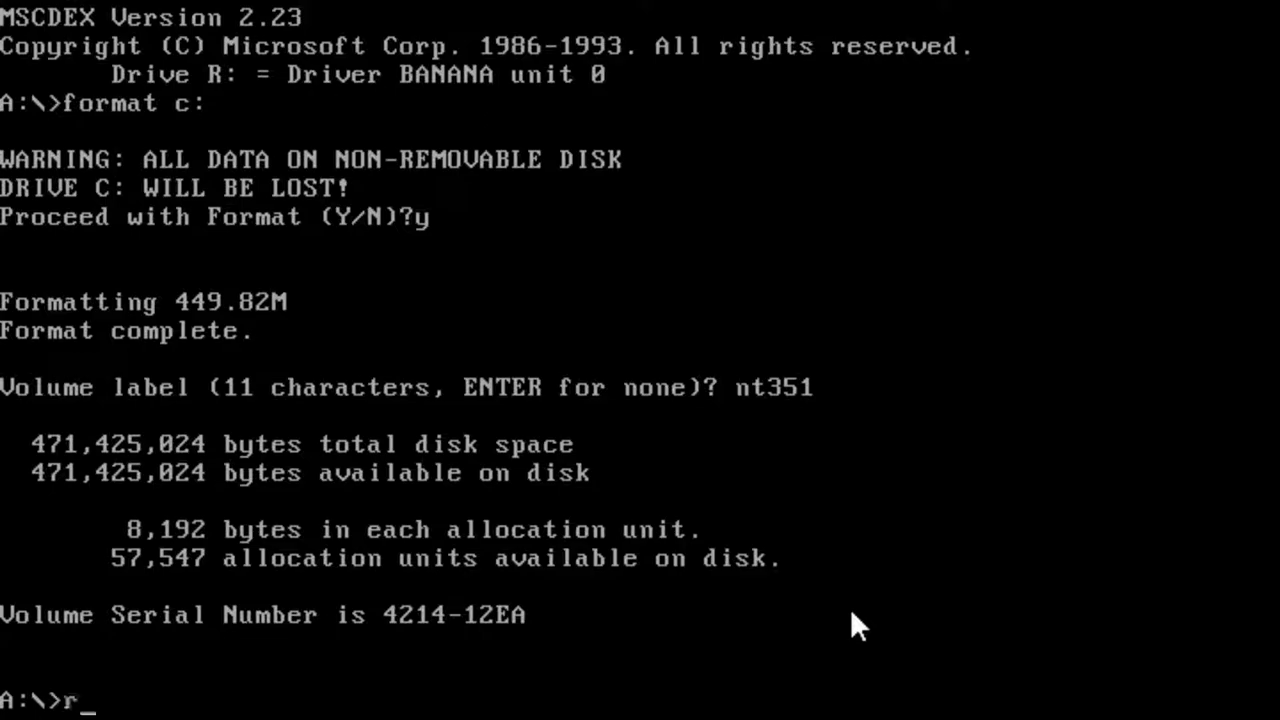 MSCDEX Version 2.23
Copyright (C) Microsoft Corp. 1986-1993. All rights reserved.
Drive R: = Driver BANANA unit 0
A:\>format c:
WARNING: ALL DATA ON NON-REMOVABLE DISK
DRIVE C: WILL BE LOST!
Proceed with Format (Y/N)?y
Formatting 449.82M
Format complete.
Volume label (11 characters, ENTER for none)? nt351
471,425,024 bytes total disk space
471,425,024 bytes available on disk
8,192 bytes in each allocation unit.
57,547 allocation units available on disk.
Volume Serial Number is 4214-12EA
A:\>r_